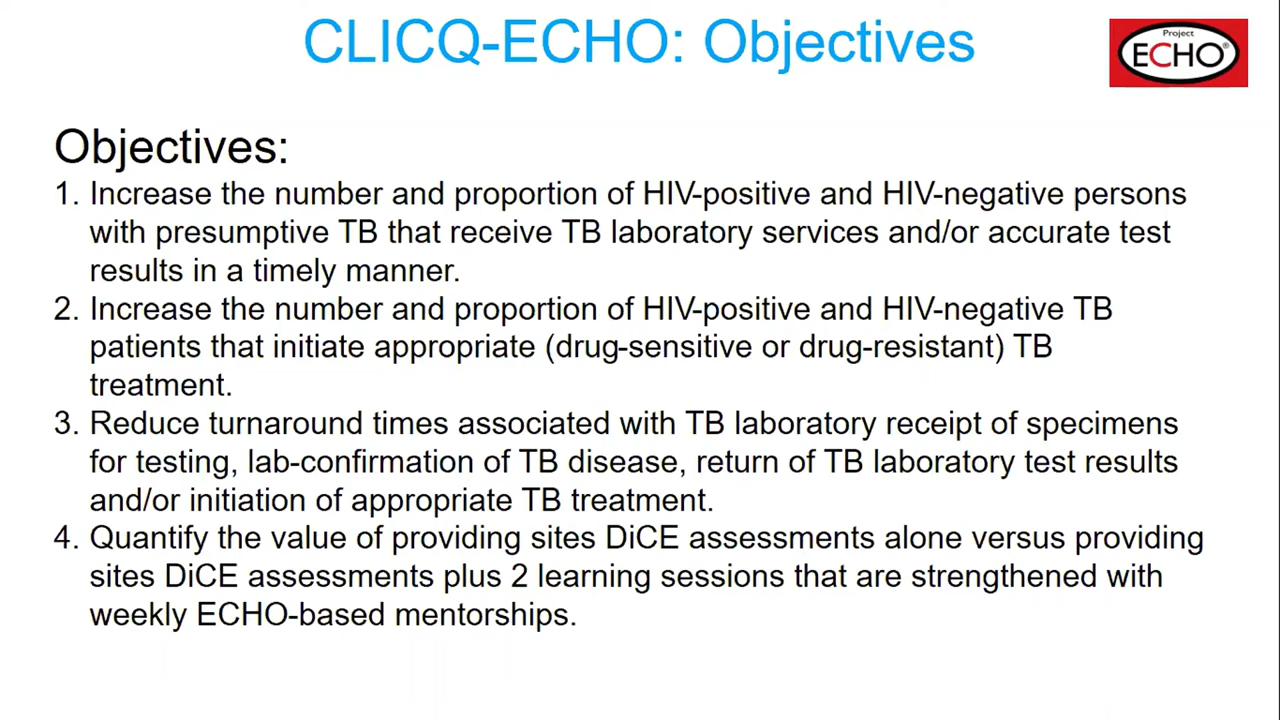 CLICQ-ECHO: Objectives
Project
ECHO®
Objectives:
1. Increase the number and proportion of HIV-positive and HIV-negative persons
with presumptive TB that receive TB laboratory services and/or accurate test
results in a timely manner.
2. Increase the number and proportion of HIV-positive and HIV-negative TB
patients that initiate appropriate (drug-sensitive or drug-resistant) TB
treatment.
3. Reduce turnaround times associated with TB laboratory receipt of specimens
for testing, lab-confirmation of TB disease, return of TB laboratory test results
and/or initiation of appropriate TB treatment.
4. Quantify the value of providing sites DiCE assessments alone versus providing
sites DiCE assessments plus 2 learning sessions that are strengthened with
weekly ECHO-based mentorships.